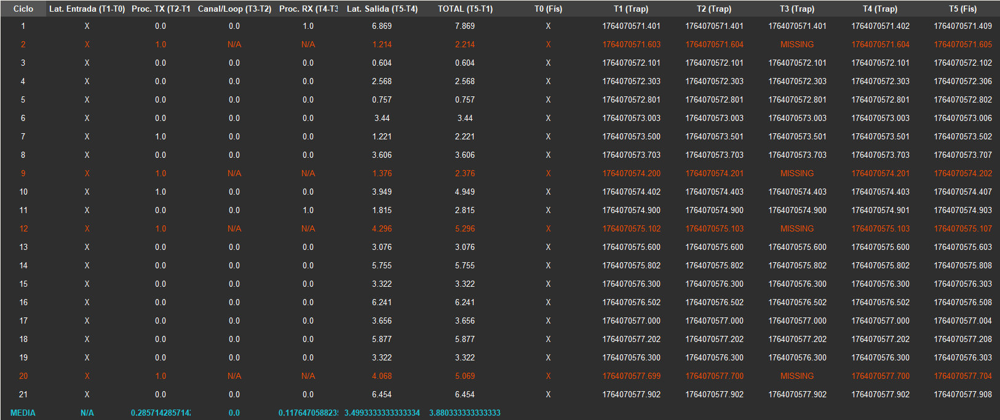 Ciclo Lat. Entrada (T1-T0) Proc. TX (T2-T1 Canal/Loop (T3-T2) Proc. RX (T4-T3 Lat. Salida (T5-T4) TOTAL (T5-T1) T0 (Fís) T1 (Trap) T2 (Trap) T3 (Trap) T4 (Trap) T5 (Fís)
1 X 0.0 0.0 1.0 6.869 7.869 X 1764070571.401 1764070571.401 1764070571.401 1764070571.402 1764070571.409
2 X 1.0 N/A N/A 1.214 2.214 X 1764070571.603 1764070571.604 MISSING 1764070571.604 1764070571.605
3 X 0.0 0.0 0.0 0.604 0.604 X 1764070572.101 1764070572.101 1764070572.101 1764070572.101 1764070572.102
4 X 0.0 0.0 0.0 2.568 2.568 X 1764070572.303 1764070572.303 1764070572.303 1764070572.303 1764070572.306
5 X 0.0 0.0 0.0 0.757 0.757 X 1764070572.801 1764070572.801 1764070572.801 1764070572.801 1764070572.802
6 X 0.0 0.0 0.0 3.44 3.44 X 1764070573.003 1764070573.003 1764070573.003 1764070573.003 1764070573.006
7 X 1.0 0.0 0.0 1.221 2.221 X 1764070573.500 1764070573.501 1764070573.501 1764070573.501 1764070573.502
8 X 0.0 0.0 0.0 3.606 3.606 X 1764070573.703 1764070573.703 1764070573.703 1764070573.703 1764070573.707
9 X 1.0 N/A N/A 1.376 2.376 X 1764070574.200 1764070574.201 MISSING 1764070574.201 1764070574.202
10 X 1.0 0.0 0.0 3.949 4.949 X 1764070574.402 1764070574.403 1764070574.403 1764070574.403 1764070574.407
11 X 0.0 0.0 1.0 1.815 2.815 X 1764070574.900 1764070574.900 1764070574.900 1764070574.901 1764070574.903
12 X 1.0 N/A N/A 4.296 5.296 X 1764070575.102 1764070575.103 MISSING 1764070575.103 1764070575.107
13 X 0.0 0.0 0.0 3.076 3.076 X 1764070575.600 1764070575.600 1764070575.600 1764070575.600 1764070575.603
14 X 0.0 0.0 0.0 5.755 5.755 X 1764070575.802 1764070575.802 1764070575.802 1764070575.802 1764070575.808
15 X 0.0 0.0 0.0 3.322 3.322 X 1764070576.300 1764070576.300 1764070576.300 1764070576.300 1764070576.303
16 X 0.0 0.0 0.0 6.241 6.241 X 1764070576.502 1764070576.502 1764070576.502 1764070576.502 1764070576.508
17 X 0.0 0.0 0.0 3.656 3.656 X 1764070577.000 1764070577.000 1764070577.000 1764070577.000 1764070577.004
18 X 0.0 0.0 0.0 5.877 5.877 X 1764070577.202 1764070577.202 1764070577.202 1764070577.202 1764070577.208
19 X 0.0 0.0 0.0 3.322 3.322 X 1764070576.300 1764070576.300 1764070576.300 1764070576.300 1764070576.303
20 X 1.0 N/A N/A 4.068 5.069 X 1764070577.699 1764070577.700 MISSING 1764070577.700 1764070577.704
21 X 0.0 0.0 0.0 6.454 6.454 X 1764070577.902 1764070577.902 1764070577.902 1764070577.902 1764070577.908
MEDIA N/A 0.285714285714 0.0 0.117647058823 3.4993333333333334 3.880333333333333